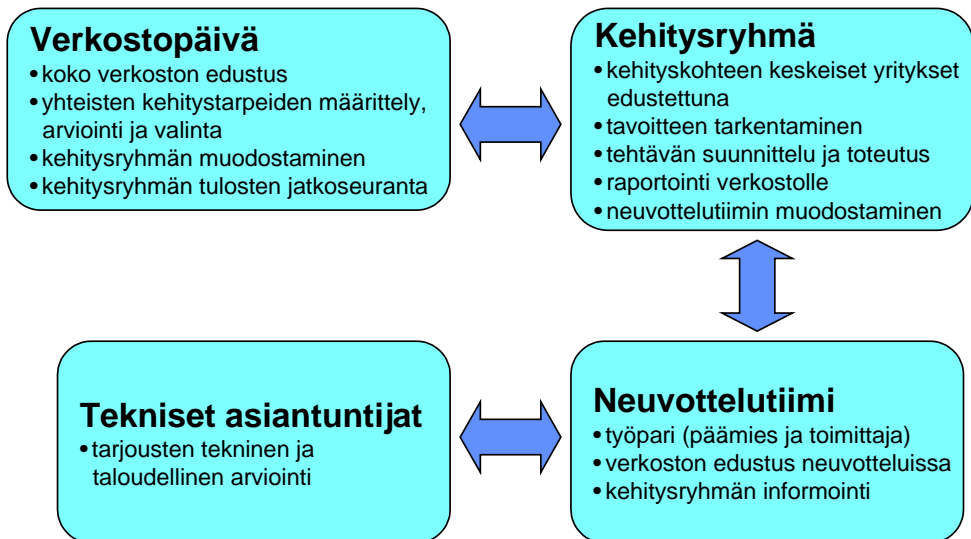 Verkostopäivä
• koko verkoston edustus
• yhteisten kehitystarpeiden määrittely,
arviointi ja valinta
• kehitysryhmän muodostaminen
• kehitysryhmän tulosten jatkoseuranta
Kehitysryhmä
• kehityskohteen keskeiset yritykset
edustettuna
• tavoitteen tarkentaminen
• tehtävän suunnittelu ja toteutus
• raportointi verkostolle
• neuvottelutiimin muodostaminen
Tekniset asiantuntijat
• tarjousten tekninen ja
taloudellinen arviointi
Neuvottelutiimi
• työpari (päämies ja toimittaja)
• verkoston edustus neuvotteluissa
• kehitysryhmän informointi